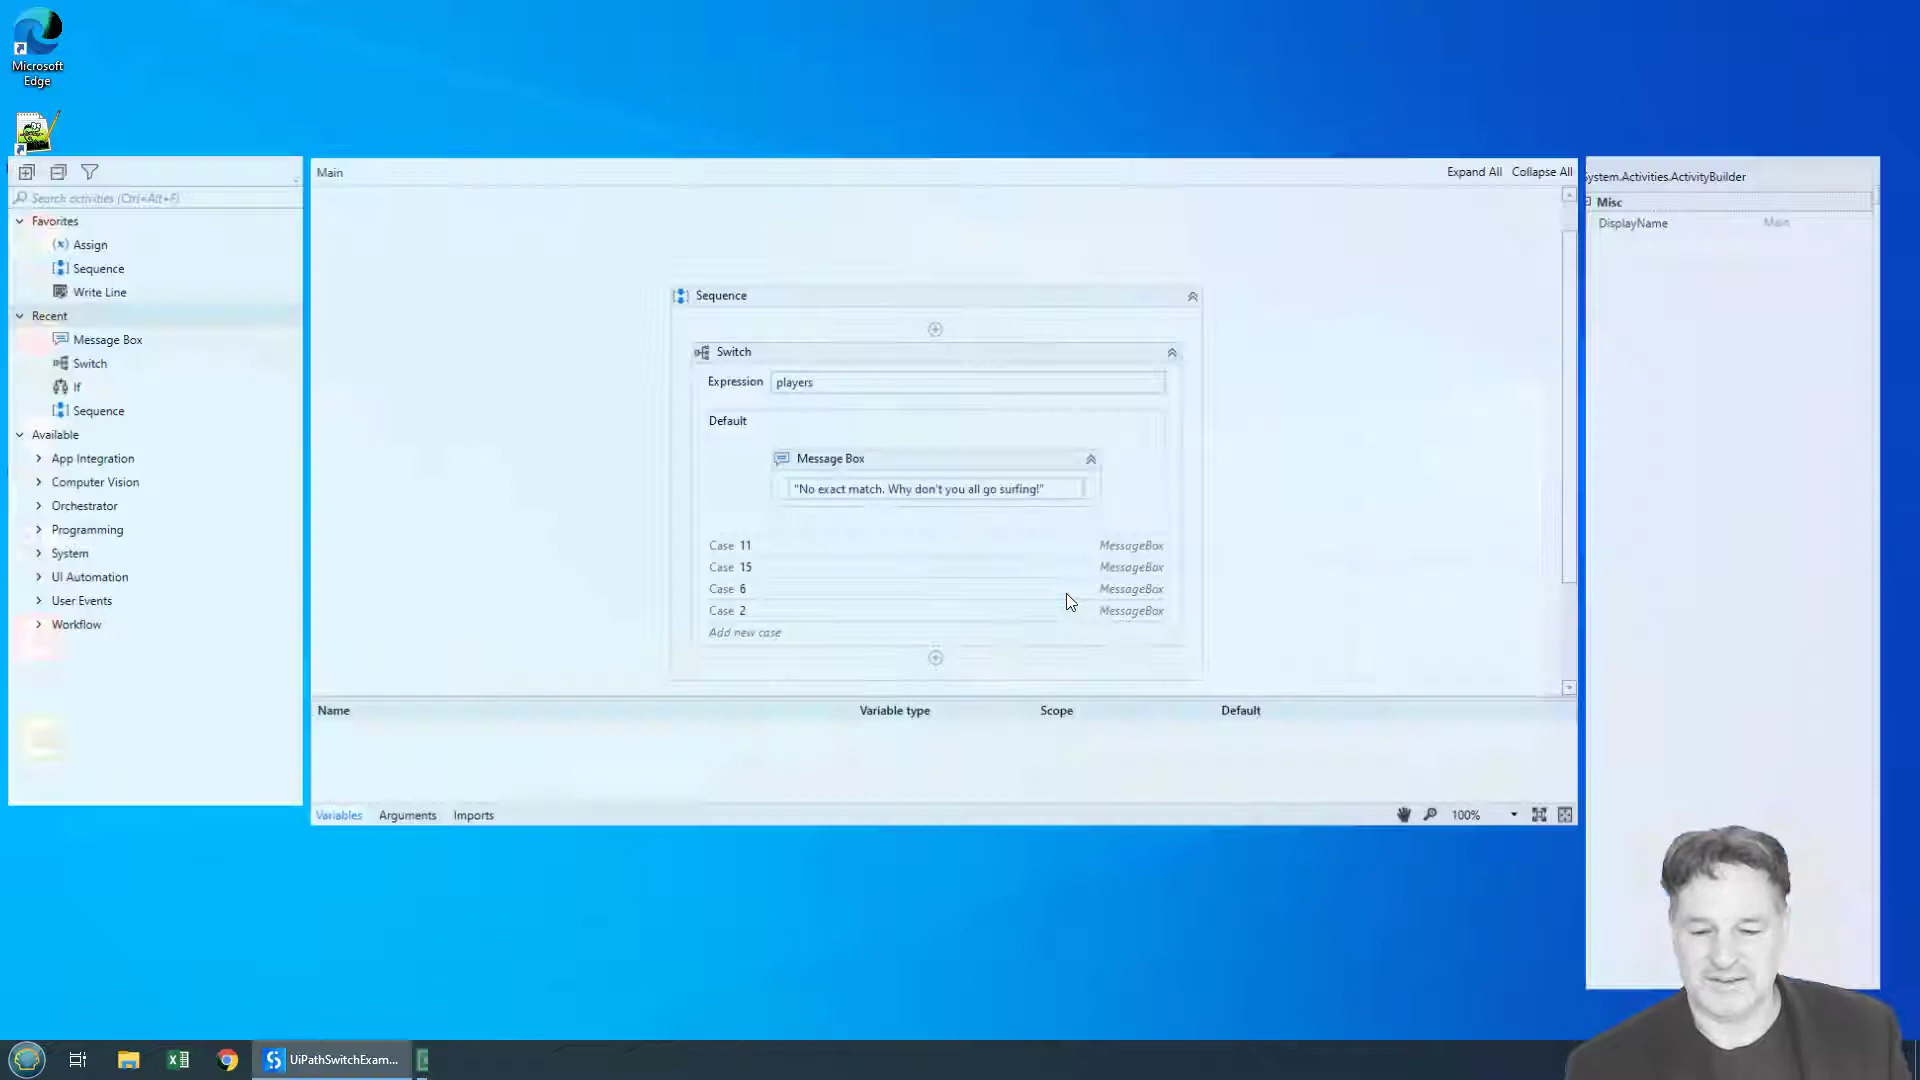 Microsoft
Edge
Search activities (Ctrl+Alt+F)
Favorites
Assign
Sequence
Write Line
Recent
Message Box
Switch
If
Sequence
Available
App Integration
Computer Vision
Orchestrator
Programming
System
UI Automation
User Events
Workflow
Main
Expand All
Collapse All
Sequence
Switch
Expression
players
Default
Message Box
"No exact match. Why don't you all go surfing!"
Case 11 MessageBox
Case 15 MessageBox
Case 6 MessageBox
Case 2 MessageBox
Add new case
Name Variable type Scope Default
Variables Arguments Imports
100%
System.Activities.ActivityBuilder
Misc
DisplayName Main
UiPathSwitchExam...